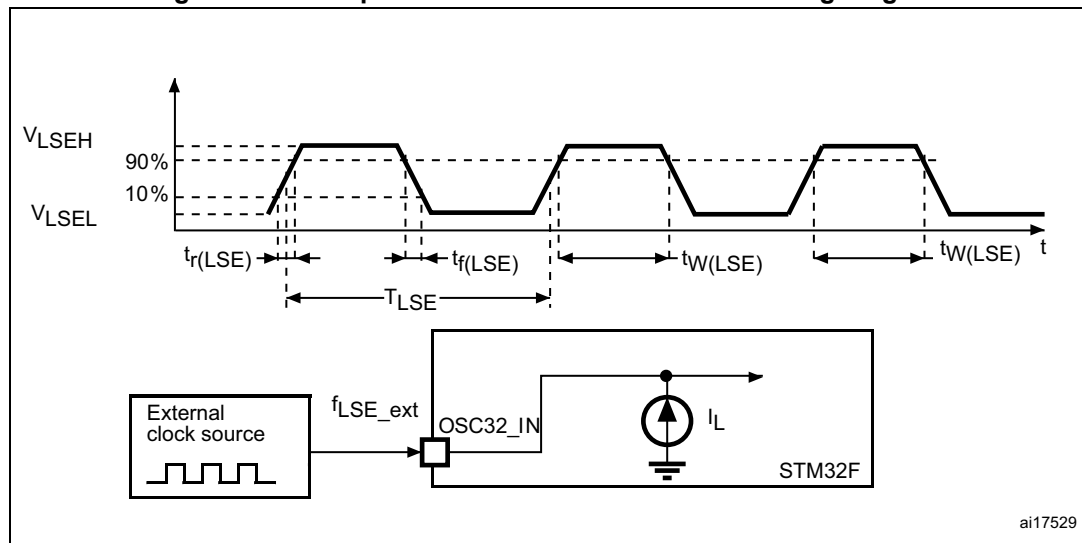 VLSEH
90%
10%
VLSEL
tr(LSE)
tf(LSE)
tW(LSE)
tW(LSE)
t
TLSE
External
clock source
fLSE_ext
OSC32_IN
IL
STM32F
ai17529